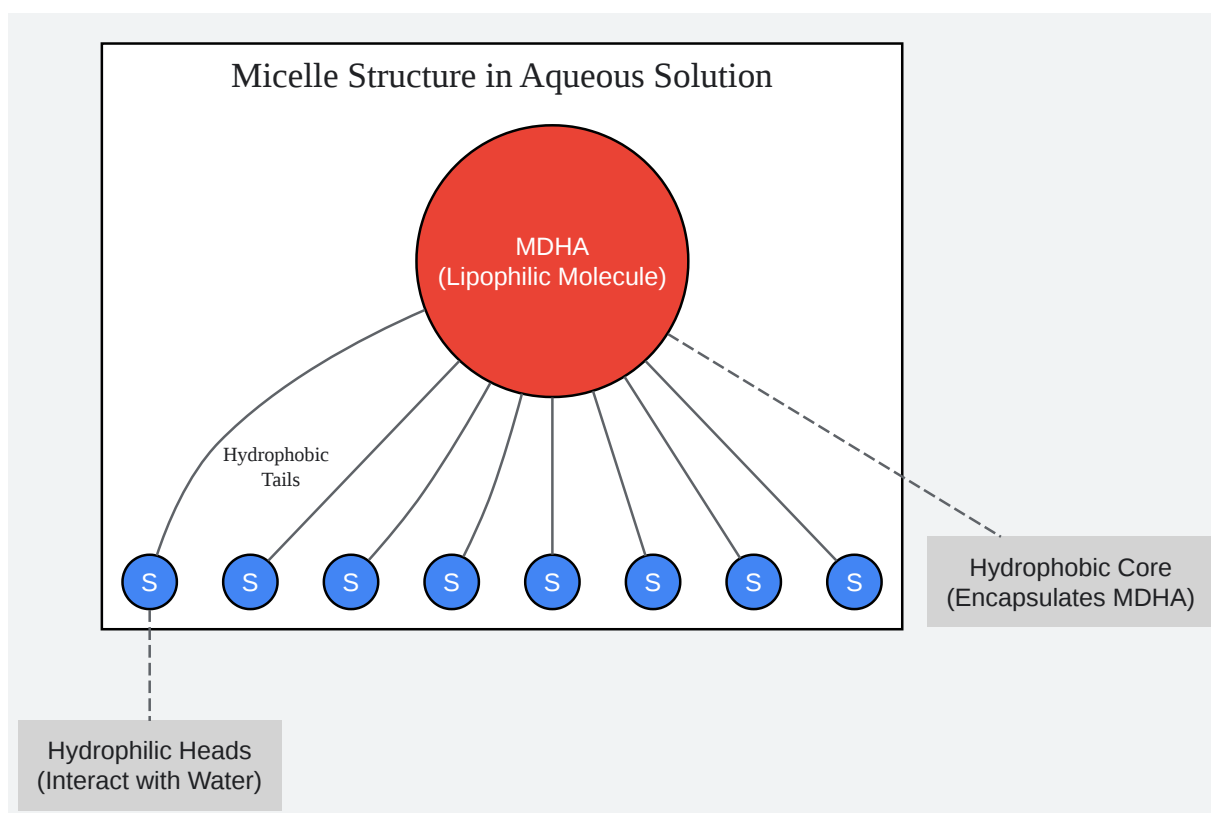 Micelle Structure in Aqueous Solution
MDHA
(Lipophilic Molecule)
Hydrophobic
Tails
S S S S S S S S
Hydrophobic Core
(Encapsulates MDHA)
Hydrophilic Heads
(Interact with Water)